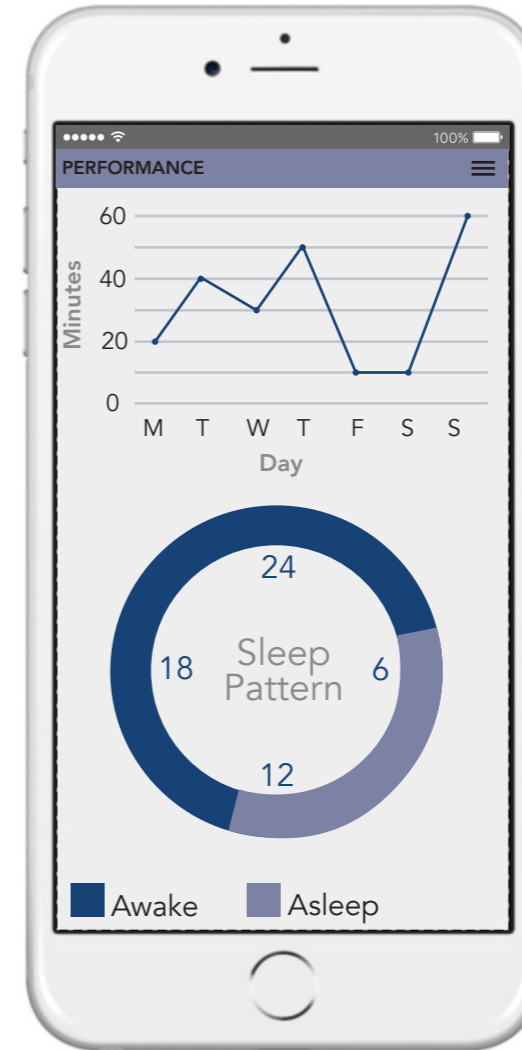 100%
PERFORMANCE
Minutes
60
40
20
0
M T W T F S S
Day
24
18 Sleep 6
Pattern
12
Awake Asleep